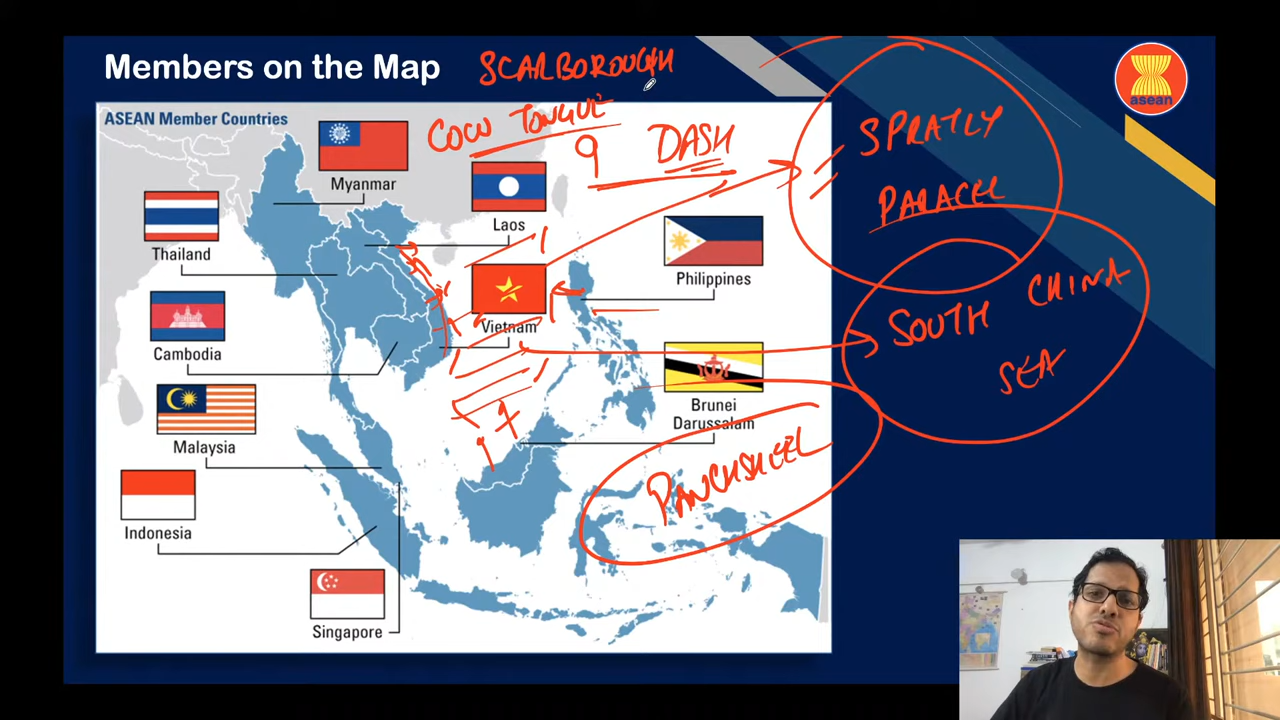 Members on the Map
SCARBOROUGH
asean
ASEAN Member Countries
COW TONGUE
9 DASH
SPRATLY
PARACEL
Myanmar
Laos
Thailand
Philippines
Vietnam
SOUTH CHINA
SEA
Cambodia
Malaysia
Brunei
Darussalam
PANCHSHEEL
Indonesia
Singapore